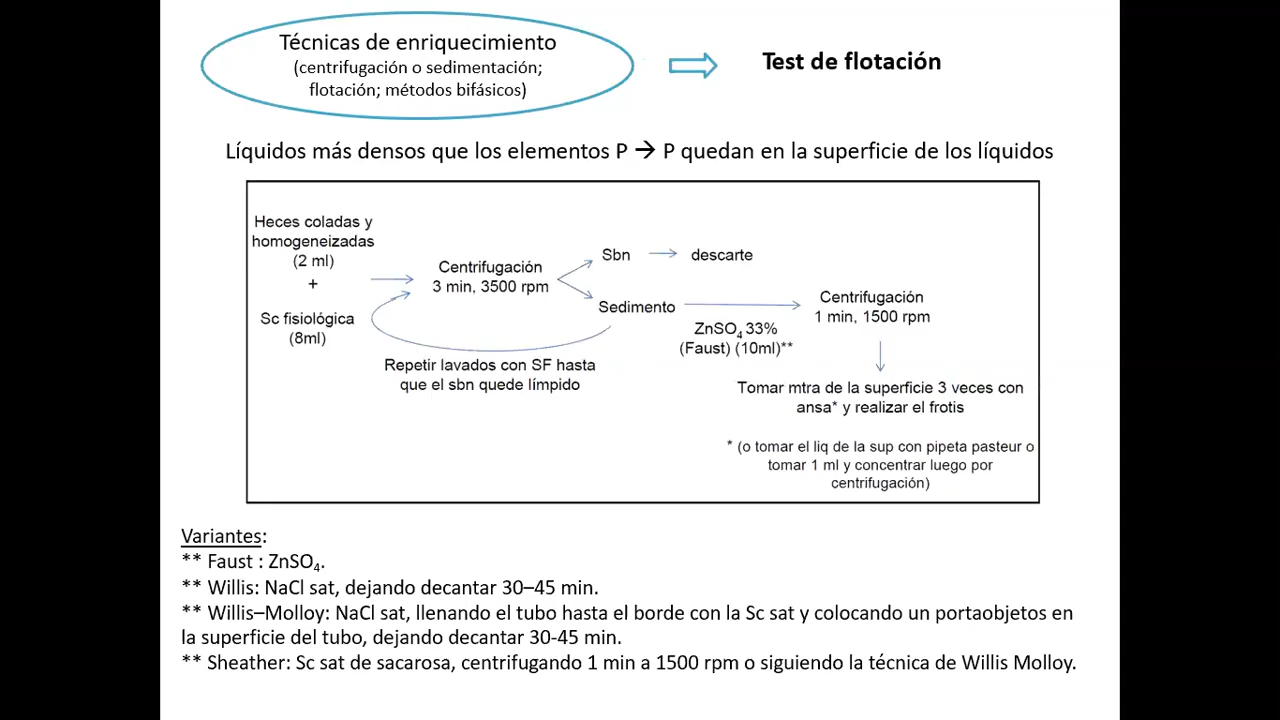 Técnicas de enriquecimiento
(centrifugación o sedimentación;
flotación; métodos bifásicos)
Test de flotación
Líquidos más densos que los elementos P → P quedan en la superficie de los líquidos
Heces coladas y
homogeneizadas
(2 ml)
+
Sc fisiológica
(8ml)
Centrifugación
3 min, 3500 rpm
Repetir lavados con SF hasta
que el sbn quede límpido
Sbn
descarte
Sedimento
ZnSO₄ 33%
(Faust) (10ml)**
Centrifugación
1 min, 1500 rpm
Tomar mtra de la superficie 3 veces con
ansa* y realizar el frotis
* (o tomar el liq de la sup con pipeta pasteur o
tomar 1 ml y concentrar luego por
centrifugación)
Variantes:
** Faust : ZnSO₄.
** Willis: NaCl sat, dejando decantar 30–45 min.
** Willis–Molloy: NaCl sat, llenando el tubo hasta el borde con la Sc sat y colocando un portaobjetos en
la superficie del tubo, dejando decantar 30-45 min.
** Sheather: Sc sat de sacarosa, centrifugando 1 min a 1500 rpm o siguiendo la técnica de Willis Molloy.